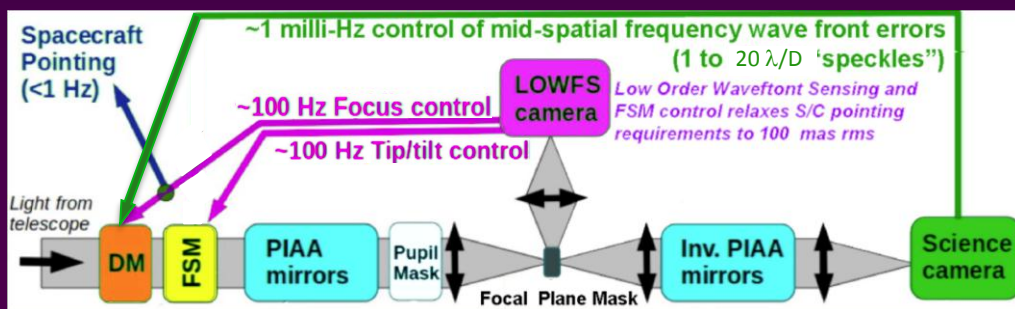 ~1 milli-Hz control of mid-spatial frequency wave front errors
(1 to 20 λ/D 'speckles")
Spacecraft
Pointing
(<1 Hz)
~100 Hz Focus control
~100 Hz Tip/tilt control
LOWFS
camera
Low Order Waveftont Sensing and
FSM control relaxes S/C pointing
requirements to 100 mas rms
Light from
telescope
DM
FSM
PIAA
mirrors
Pupil
Mask
Focal Plane Mask
Inv. PIAA
mirrors
Science
camera